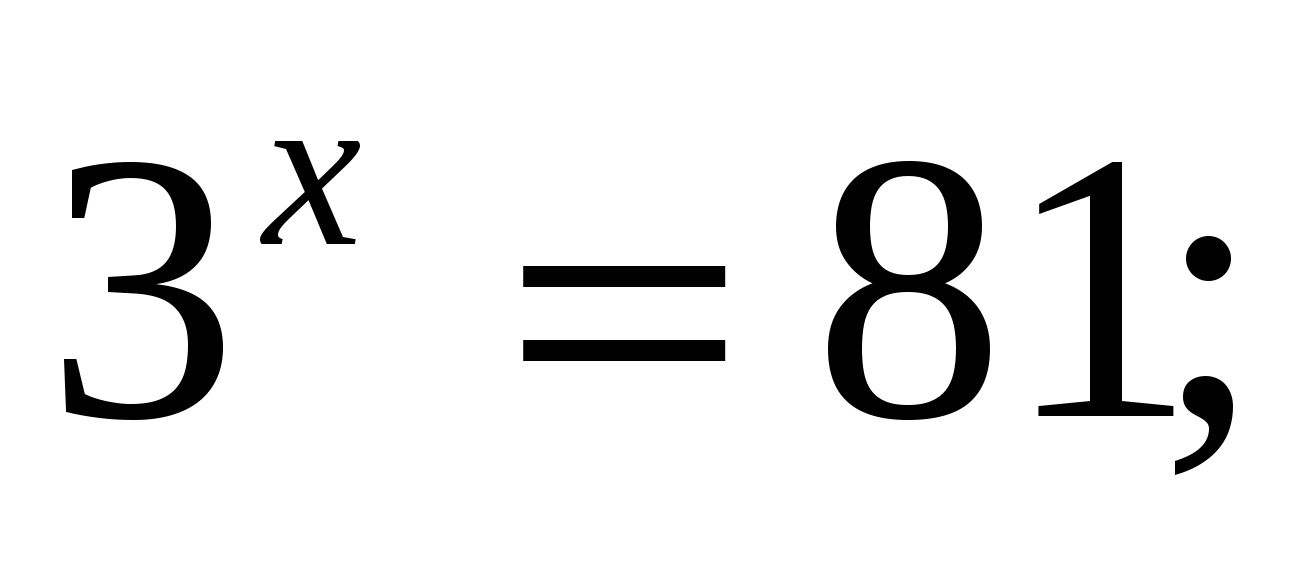 3^x = 81;